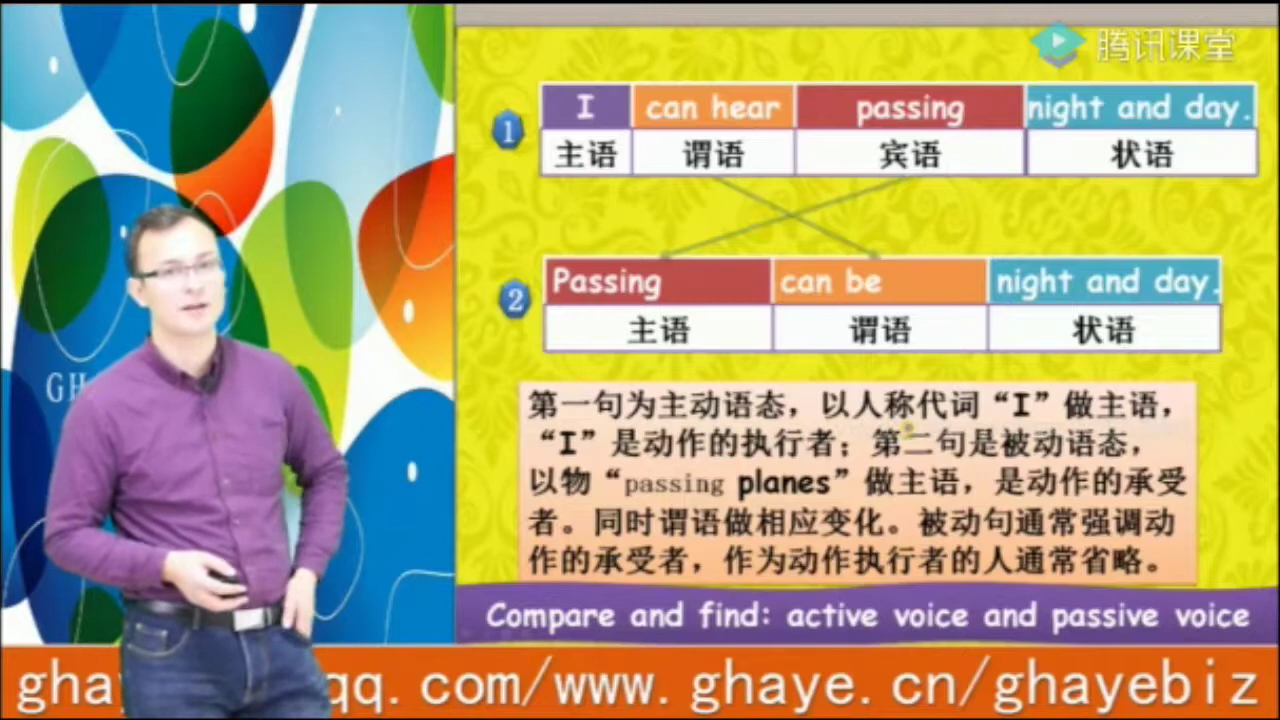 腾讯课堂
1
I can hear passing night and day.
主语 谓语 宾语 状语
2
Passing can be night and day.
主语 谓语 状语
第一句为主动语态，以人称代词“I”做主语，
“I”是动作的执行者；第二句是被动语态，
以物“passing planes”做主语，是动作的承受
者。同时谓语做相应变化。被动句通常强调动
作的承受者，作为动作执行者的人通常省略。
Compare and find: active voice and passive voice
GH
gha qq.com/www.ghaye.cn/ghayebiz